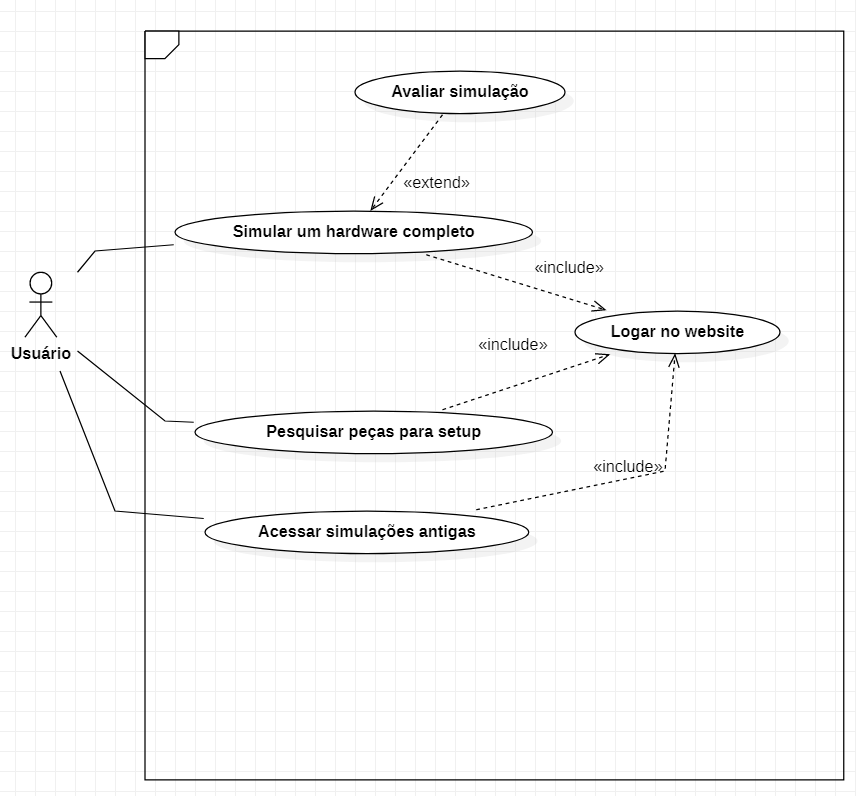 Avaliar simulação
«extend»
Simular um hardware completo
«include»
Logar no website
«include»
Usuário
Pesquisar peças para setup
«include»
Acessar simulações antigas